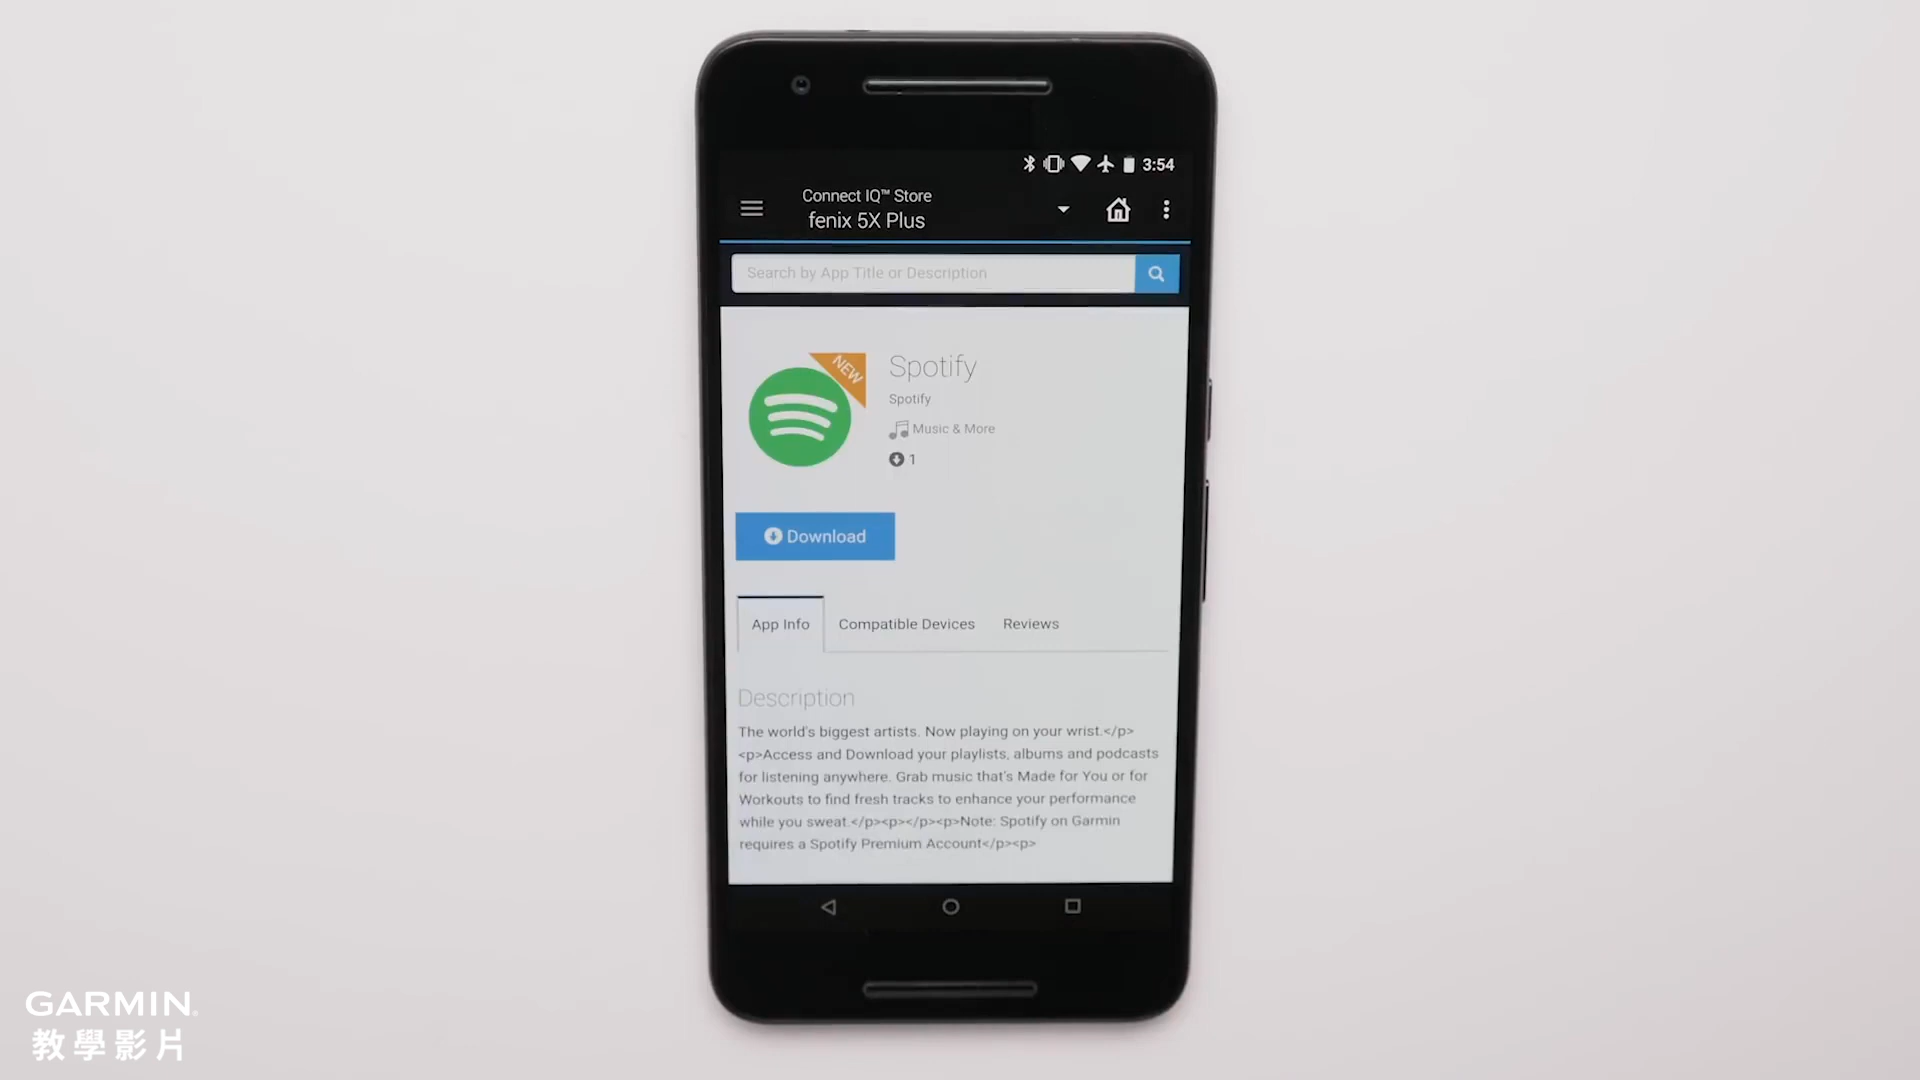 3:54
Connect IQ™ Store
fenix 5X Plus
Search by App Title or Description
NEW
Spotify
Spotify
Music & More
1
Download
App Info
Compatible Devices
Reviews
Description
The world's biggest artists. Now playing on your wrist.</p>
<p>Access and Download your playlists, albums and podcasts
for listening anywhere. Grab music that's Made for You or for
Workouts to find fresh tracks to enhance your performance
while you sweat.</p><p></p><p>Note: Spotify on Garmin
requires a Spotify Premium Account</p><p>
GARMIN
教學影片